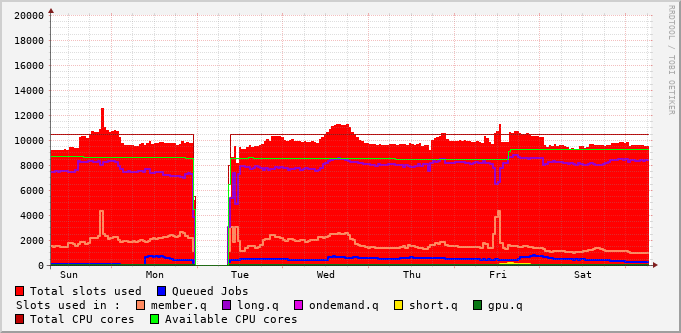 20000
18000
16000
14000
12000
10000
8000
6000
4000
2000
0
Sun Mon Tue Wed Thu Fri Sat
RRDTOOL / TOBI OETIKER
Total slots used Queued Jobs
Slots used in : member.q long.q ondemand.q short.q gpu.q
Total CPU cores Available CPU cores